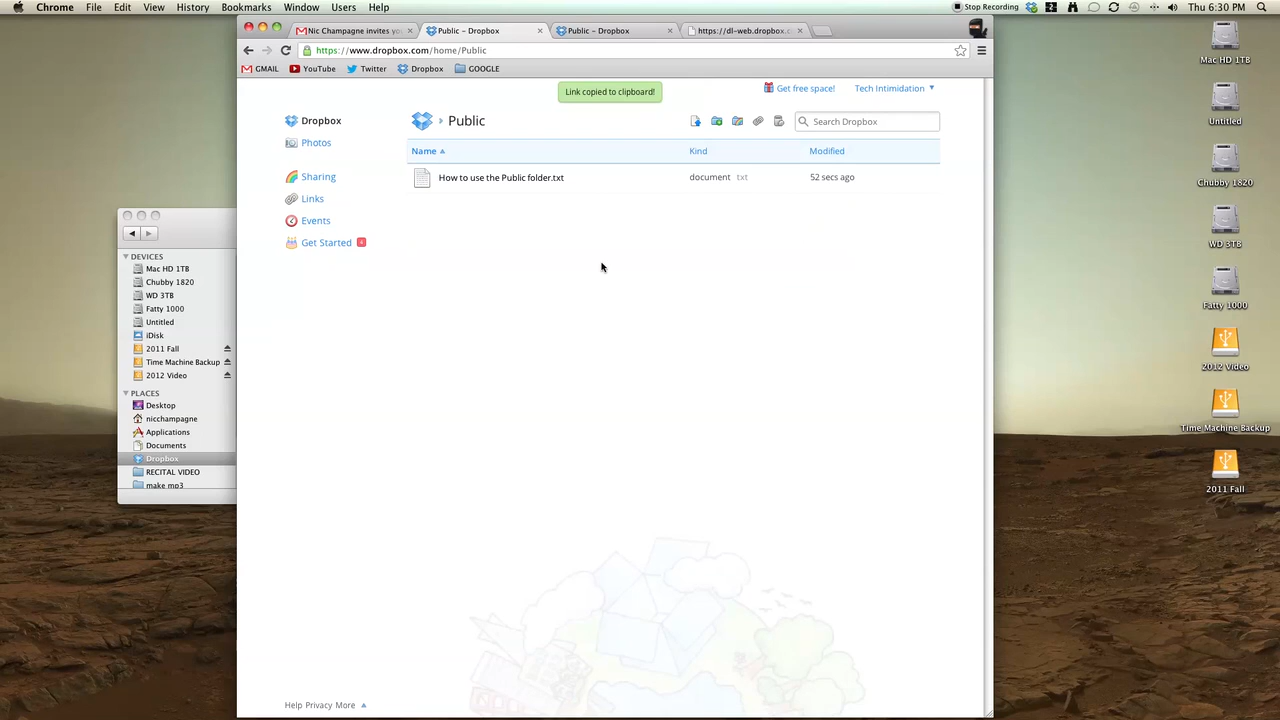 Chrome File Edit View History Bookmarks Window Users Help Stop Recording Thu 6:30 PM
Nic Champagne invites yo Public – Dropbox Public – Dropbox https://dl-web.dropbox.c
https://www.dropbox.com/home/Public
GMAIL YouTube Twitter Dropbox GOOGLE
Link copied to clipboard! Get free space! Tech Intimidation
Dropbox
Photos
Sharing
Links
Events
Get Started 4
Public Search Dropbox
Name Kind Modified
How to use the Public folder.txt document txt 52 secs ago
Help Privacy More
DEVICES
Mac HD 1TB
Chubby 1820
WD 3TB
Fatty 1000
Untitled
iDisk
2011 Fall
Time Machine Backup
2012 Video
PLACES
Desktop
nicchampagne
Applications
Documents
Dropbox
RECITAL VIDEO
make mp3
Mac HD 1TB
Untitled
Chubby 1820
WD 3TB
Fatty 1000
2012 Video
Time Machine Backup
2011 Fall